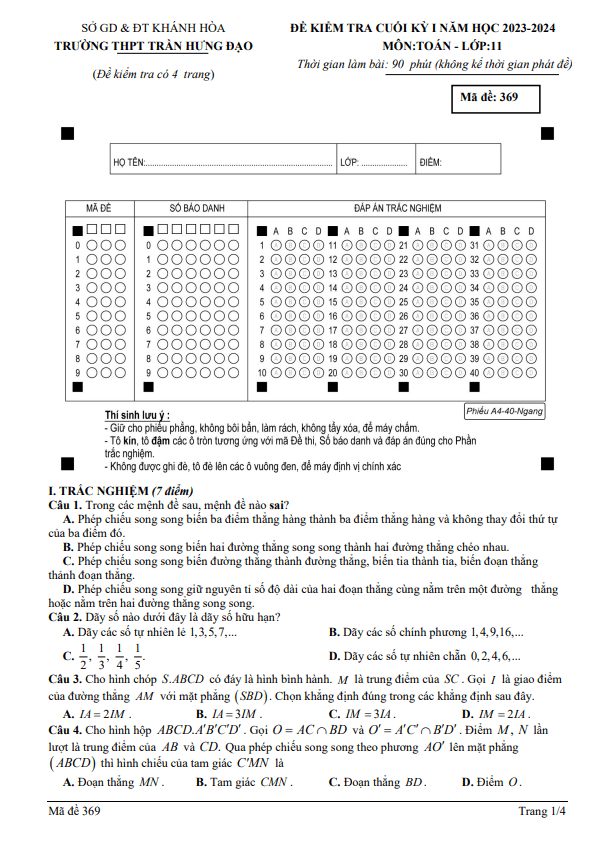 SỞ GD & ĐT KHÁNH HÒA
TRƯỜNG THPT TRẦN HƯNG ĐẠO
(Đề kiểm tra có 4 trang)
ĐỀ KIỂM TRA CUỐI KỲ I NĂM HỌC 2023-2024
MÔN:TOÁN - LỚP:11
Thời gian làm bài: 90 phút (không kể thời gian phát đề)
Mã đề: 369
HỌ TÊN:.......... LỚP: .......... ĐIỂM:
MÃ ĐỀ SỐ BÁO DANH ĐÁP ÁN TRẮC NGHIỆM
A B C D A B C D A B C D A B C D
0 0 1 A B C D 11 A B C D 21 A B C D 31 A B C D
1 1 2 A B C D 12 A B C D 22 A B C D 32 A B C D
2 2 3 A B C D 13 A B C D 23 A B C D 33 A B C D
3 3 4 A B C D 14 A B C D 24 A B C D 34 A B C D
4 4 5 A B C D 15 A B C D 25 A B C D 35 A B C D
5 5 6 A B C D 16 A B C D 26 A B C D 36 A B C D
6 6 7 A B C D 17 A B C D 27 A B C D 37 A B C D
7 7 8 A B C D 18 A B C D 28 A B C D 38 A B C D
8 8 9 A B C D 19 A B C D 29 A B C D 39 A B C D
9 9 10 A B C D 20 A B C D 30 A B C D 40 A B C D
Phiếu A4-40-Ngang
Thí sinh lưu ý :
- Giữ cho phiếu phẳng, không bôi bẩn, làm rách, không tẩy xóa, để máy chấm.
- Tô kín, tô đậm các ô tròn tương ứng với mã Đề thi, Số báo danh và đáp án đúng cho Phần
trắc nghiệm.
- Không được ghi đè, tô đè lên các ô vuông đen, để máy định vị chính xác
I. TRẮC NGHIỆM (7 điểm)
Câu 1. Trong các mệnh đề sau, mệnh đề nào sai?
A. Phép chiếu song song biến ba điểm thẳng hàng thành ba điểm thẳng hàng và không thay đổi thứ tự
của ba điểm đó.
B. Phép chiếu song song biến hai đường thẳng song song thành hai đường thẳng chéo nhau.
C. Phép chiếu song song biến đường thẳng thành đường thẳng, biến tia thành tia, biến đoạn thẳng
thành đoạn thẳng.
D. Phép chiếu song song giữ nguyên tỉ số độ dài của hai đoạn thẳng cùng nằm trên một đường thẳng
hoặc nằm trên hai đường thẳng song song.
Câu 2. Dãy số nào dưới đây là dãy số hữu hạn?
A. Dãy các số tự nhiên lẻ 1,3,5,7,... B. Dãy các số chính phương 1,4,9,16,...
C. 1/2, 1/3, 1/4, 1/5. D. Dãy các số tự nhiên chẵn 0,2,4,6,...
Câu 3. Cho hình chóp S.ABCD có đáy là hình bình hành. M là trung điểm của SC . Gọi I là giao điểm
của đường thẳng AM với mặt phẳng (SBD). Chọn khẳng định đúng trong các khẳng định sau đây.
A. IA = 2IM . B. IA = 3IM . C. IM = 3IA . D. IM = 2IA .
Câu 4. Cho hình hộp ABCD.A'B'C'D' . Gọi O = AC ∩ BD và O' = A'C' ∩ B'D' . Điểm M , N lần
lượt là trung điểm của AB và CD. Qua phép chiếu song song theo phương AO' lên mặt phẳng
(ABCD) thì hình chiếu của tam giác C'MN là
A. Đoạn thẳng MN . B. Tam giác CMN . C. Đoạn thẳng BD . D. Điểm O .
Mã đề 369 Trang 1/4